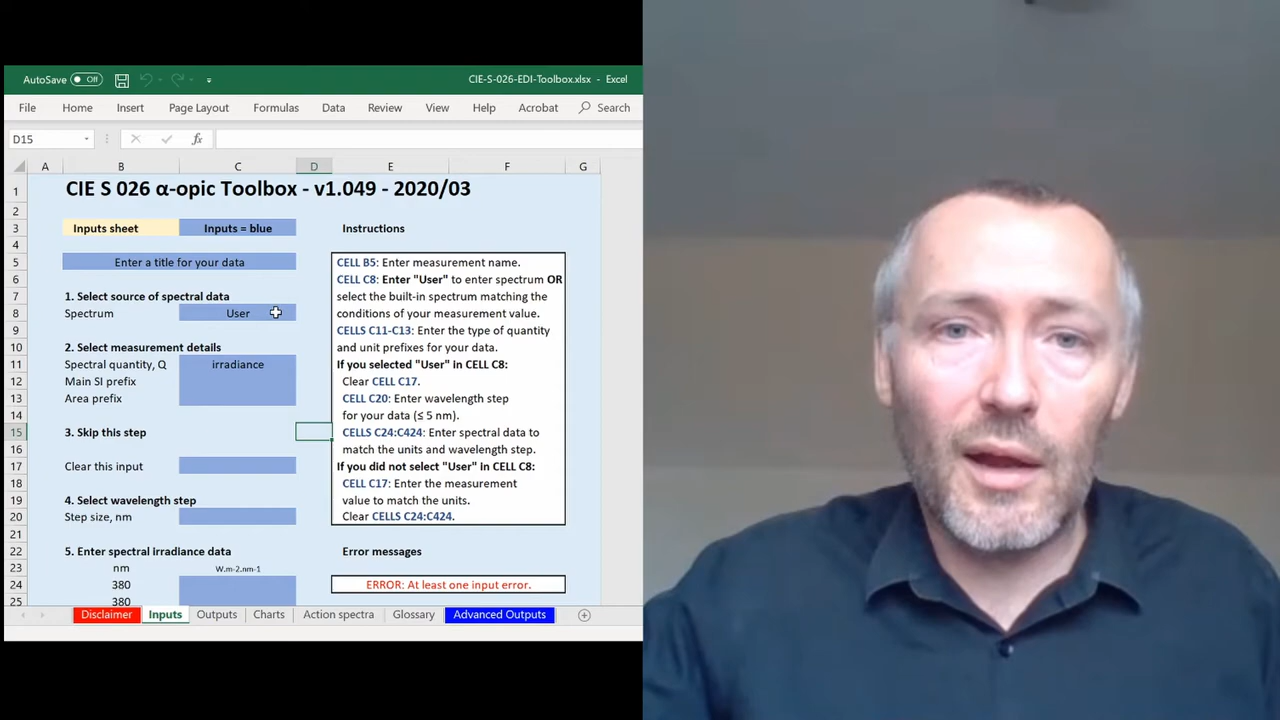 AutoSave Off CIE-S-026-EDI-Toolbox.xlsx - Excel
File Home Insert Page Layout Formulas Data Review View Help Acrobat Search
D15 fx
A B C D E F G
1 CIE S 026 α-opic Toolbox - v1.049 - 2020/03
2
3 Inputs sheet Inputs = blue Instructions
4
5 Enter a title for your data CELL B5: Enter measurement name.
6 CELL C8: Enter "User" to enter spectrum OR
7 1. Select source of spectral data select the built-in spectrum matching the
8 Spectrum User conditions of your measurement value.
9 CELLS C11-C13: Enter the type of quantity
10 2. Select measurement details and unit prefixes for your data.
11 Spectral quantity, Q irradiance If you selected "User" in CELL C8:
12 Main SI prefix Clear CELL C17.
13 Area prefix CELL C20: Enter wavelength step
14 for your data (≤ 5 nm).
15 3. Skip this step CELLS C24:C424: Enter spectral data to
16 match the units and wavelength step.
17 Clear this input If you did not select "User" in CELL C8:
18 CELL C17: Enter the measurement
19 4. Select wavelength step value to match the units.
20 Step size, nm Clear CELLS C24:C424.
21
22 5. Enter spectral irradiance data Error messages
23 nm W.m-2.nm-1
24 380 ERROR: At least one input error.
25 380
Disclaimer Inputs Outputs Charts Action spectra Glossary Advanced Outputs